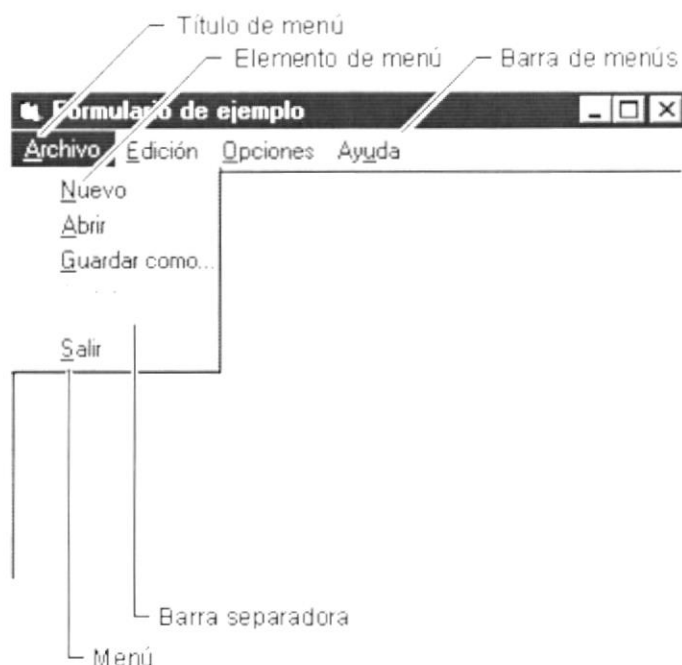 Título de menú
Elemento de menú
Barra de menús
Formulario de ejemplo
Archivo Edición Opciones Ayuda
Nuevo
Abrir
Guardar como...
Salir
Barra separadora
Menú